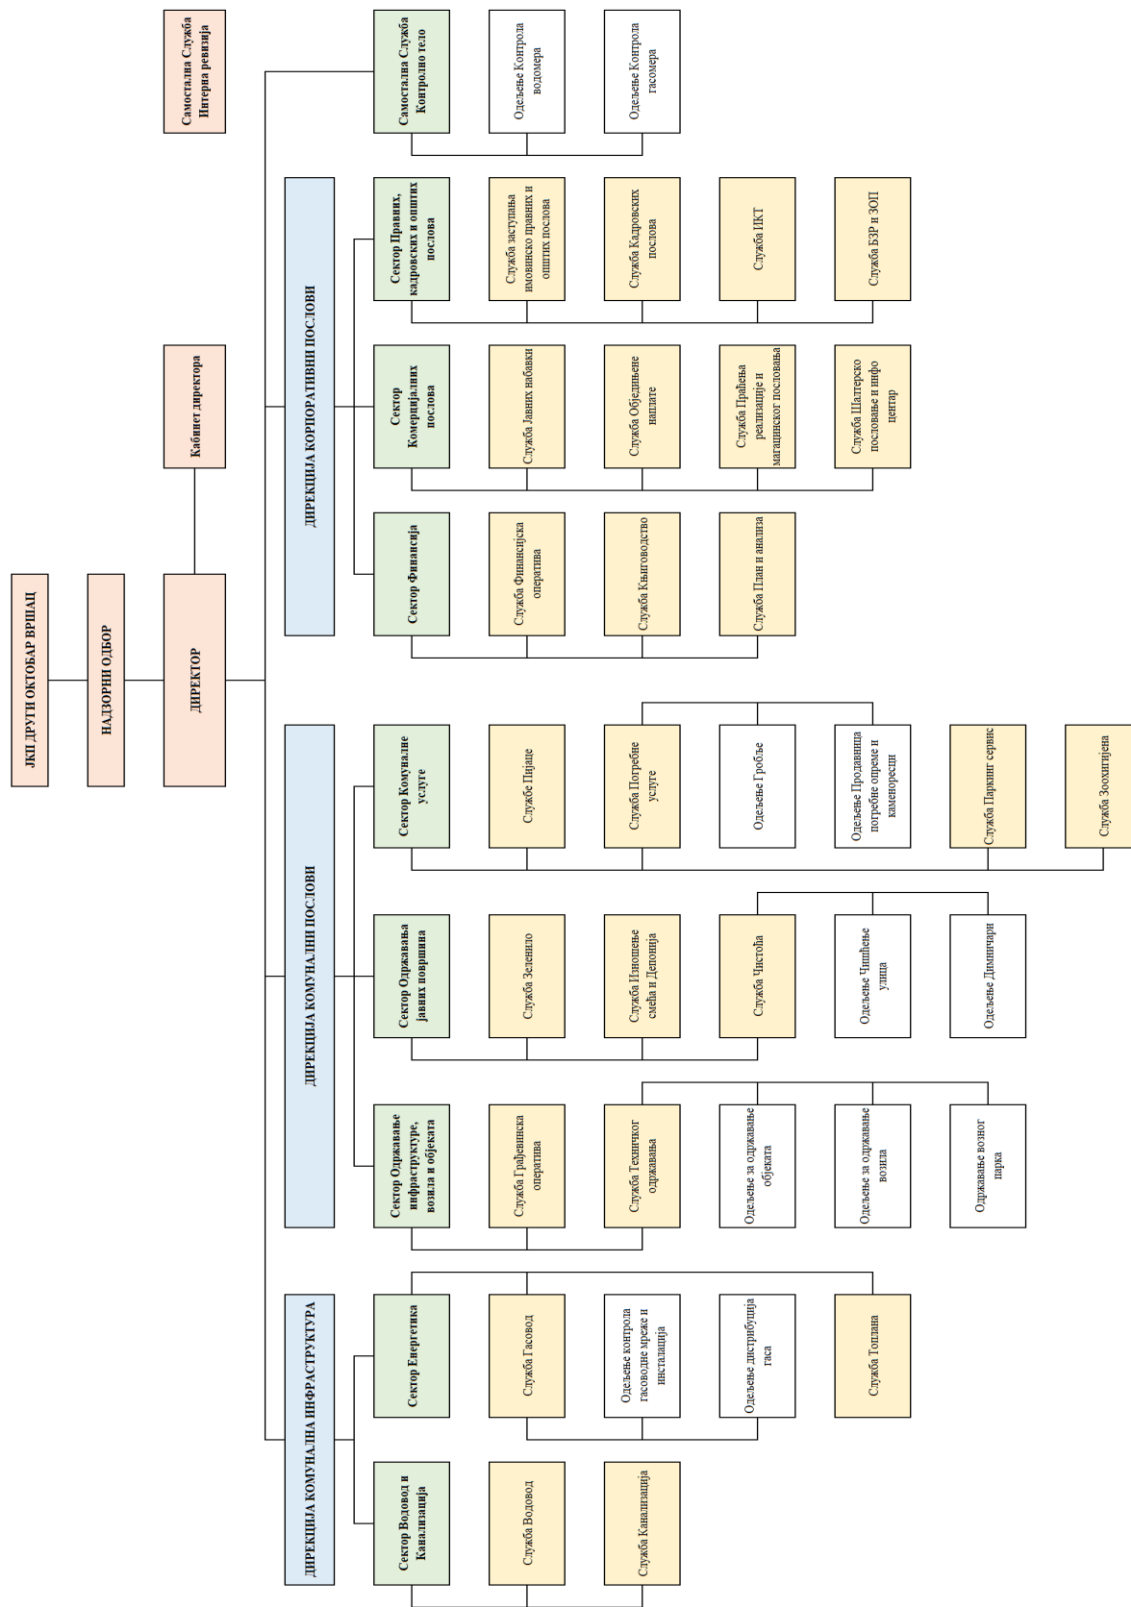 ЈКП ДРУГИ ОКТОБАР ВРШАЦ
НАДЗОРНИ ОДБОР
ДИРЕКТОР
Кабинет директора
Самостална Служба
Интерна ревизија
ДИРЕКЦИЈА КОМУНАЛНА ИНФРАСТРУКТУРА
Сектор Водовод и
Канализација
Служба Водовод
Служба Канализација
Сектор Енергетика
Служба Гасовод
Одељење контрола
гасоводне мреже и
инсталација
Одељење дистрибуција
гаса
Служба Топлана
ДИРЕКЦИЈА КОМУНАЛНИ ПОСЛОВИ
Сектор Одржавање
инфраструктуре,
возила и објеката
Служба Грађевинска
оператива
Служба Техничког
одржавања
Одељење за одржавање
објеката
Одељење за одржавање
возила
Одржавање возног
парка
Сектор Одржавања
јавних површина
Служба Зеленило
Служба Изношење
смећа и Депонија
Служба Чистоћа
Одељење Чишћење
улица
Одељење Димничари
Сектор Комуналне
услуге
Службе Пијаце
Служба Погребне
услуге
Одељење Гробље
Одељење Продавница
погребне опреме и
каменоресци
Служба Паркинг сервис
Служба Зоохигијена
ДИРЕКЦИЈА КОРПОРАТИВНИ ПОСЛОВИ
Сектор Финансија
Служба Финансијска
оператива
Служба Књиговодство
Служба План и анализа
Сектор
Комерцијалних
послова
Служба Јавних набавки
Служба Обједињене
наплате
Служба Праћења
реализације и
магацинског пословања
Служба Шалтерско
пословање и инфо
центар
Сектор Правних,
кадровских и општих
послова
Служба заступања
имовинско правних и
општих послова
Служба Кадровских
послова
Служба ИКТ
Служба БЗР и ЗОП
Самостална Служба
Контролно тело
Одељење Контрола
водомера
Одељење Контрола
гасомера